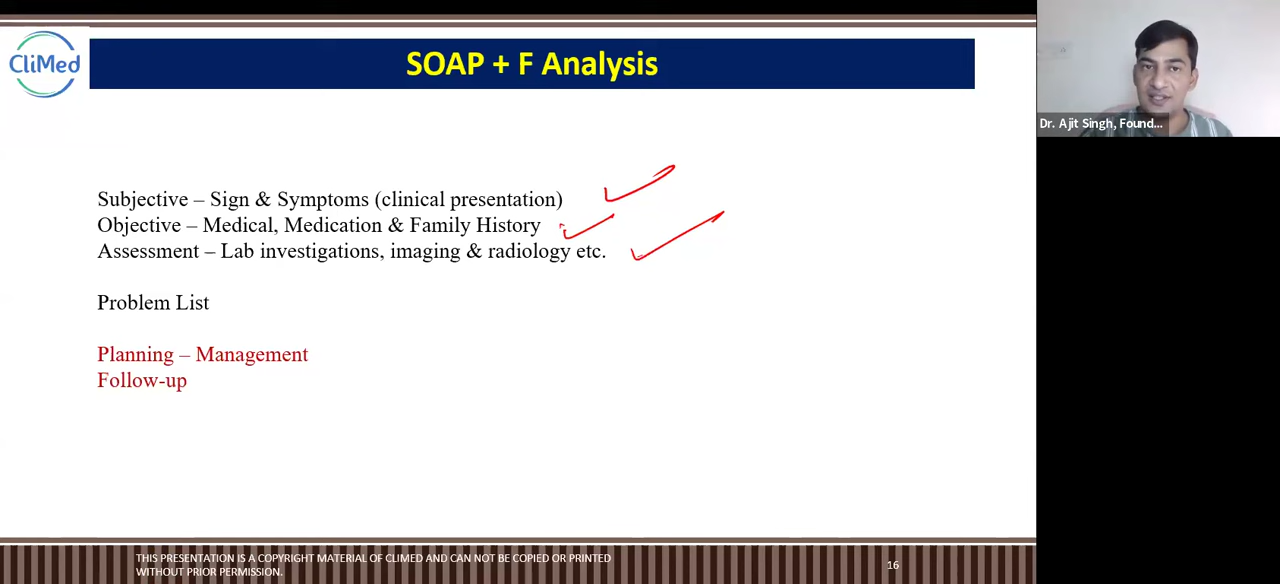 CliMed
SOAP + F Analysis
Dr. Ajit Singh, Found...
Subjective – Sign & Symptoms (clinical presentation)
Objective – Medical, Medication & Family History
Assessment – Lab investigations, imaging & radiology etc.
Problem List
Planning – Management
Follow-up
THIS PRESENTATION IS A COPYRIGHT MATERIAL OF CLIMED AND CAN NOT BE COPIED OR PRINTED
WITHOUT PRIOR PERMISSION.
16